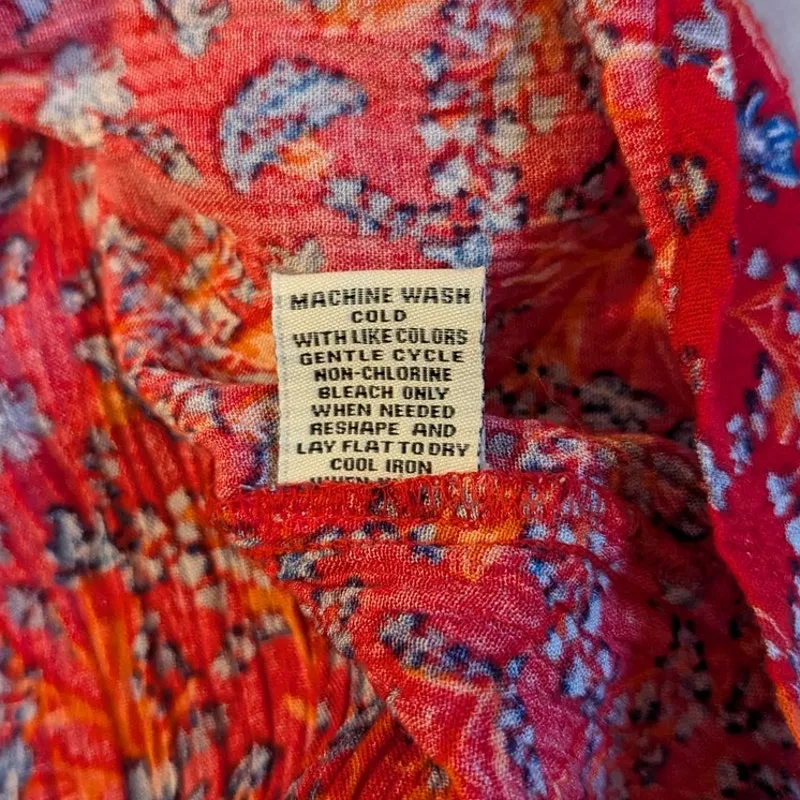 MACHINE WASH
COLD
WITH LIKE COLORS
GENTLE CYCLE
NON-CHLORINE
BLEACH ONLY
WHEN NEEDED
RESHAPE AND
LAY FLAT TO DRY
COOL IRON
WHEN